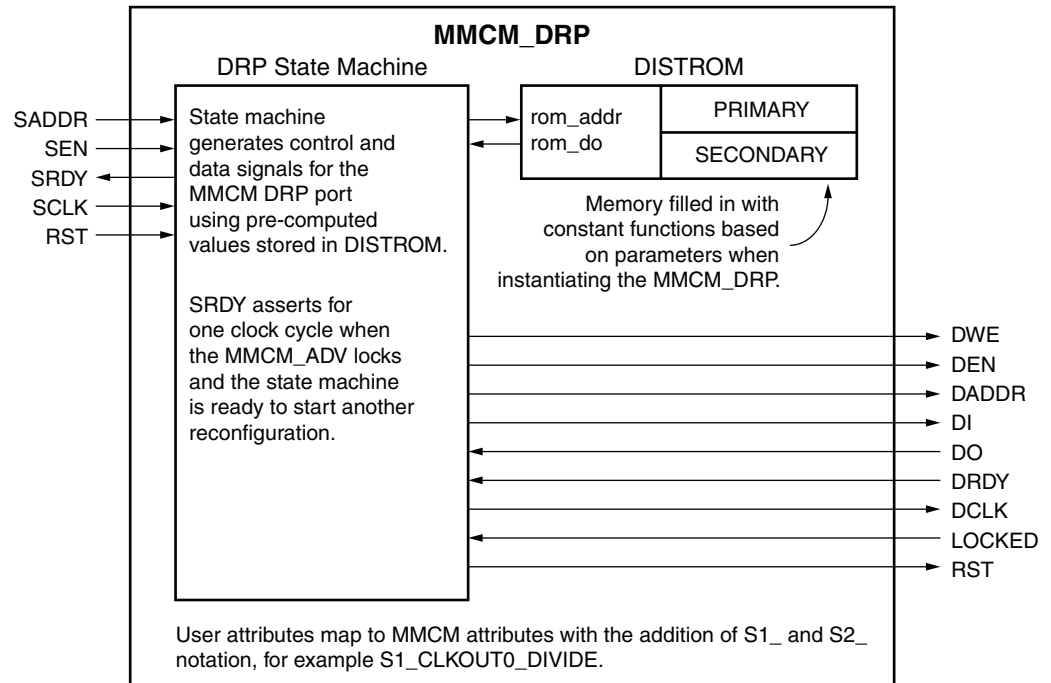 MMCM_DRP
DRP State Machine
DISTROM
SADDR
SEN
SRDY
SCLK
RST
State machine
generates control and
data signals for the
MMCM DRP port
using pre-computed
values stored in DISTROM.
SRDY asserts for
one clock cycle when
the MMCM_ADV locks
and the state machine
is ready to start another
reconfiguration.
rom_addr
rom_do
PRIMARY
SECONDARY
Memory filled in with
constant functions based
on parameters when
instantiating the MMCM_DRP.
DWE
DEN
DADDR
DI
DO
DRDY
DCLK
LOCKED
RST
User attributes map to MMCM attributes with the addition of S1_ and S2_
notation, for example S1_CLKOUT0_DIVIDE.